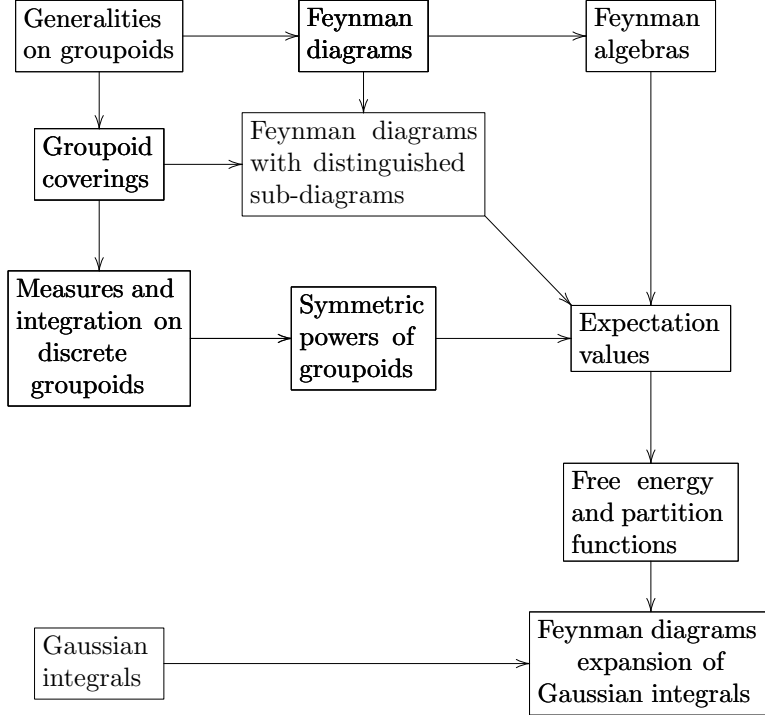 Generalities
on groupoids
Feynman
diagrams
Feynman
algebras
Groupoid
coverings
Feynman diagrams
with distinguished
sub-diagrams
Measures and
integration on
discrete
groupoids
Symmetric
powers of
groupoids
Expectation
values
Free energy
and partition
functions
Gaussian
integrals
Feynman diagrams
expansion of
Gaussian integrals